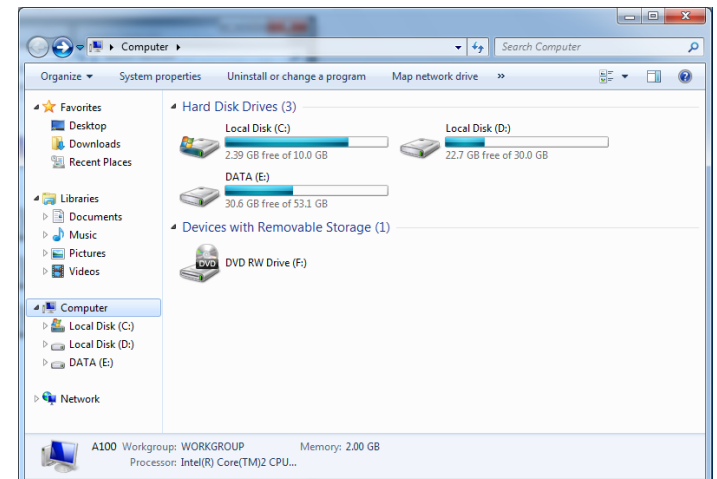 Computer
Search Computer
Organize
System properties
Uninstall or change a program
Map network drive
»
Favorites
Desktop
Downloads
Recent Places
Libraries
Documents
Music
Pictures
Videos
Computer
Local Disk (C:)
Local Disk (D:)
DATA (E:)
Network
Hard Disk Drives (3)
Local Disk (C:)
2.39 GB free of 10.0 GB
Local Disk (D:)
22.7 GB free of 30.0 GB
DATA (E:)
30.6 GB free of 53.1 GB
Devices with Removable Storage (1)
DVD
DVD RW Drive (F:)
A100 Workgroup: WORKGROUP Memory: 2.00 GB
Processor: Intel(R) Core(TM)2 CPU...